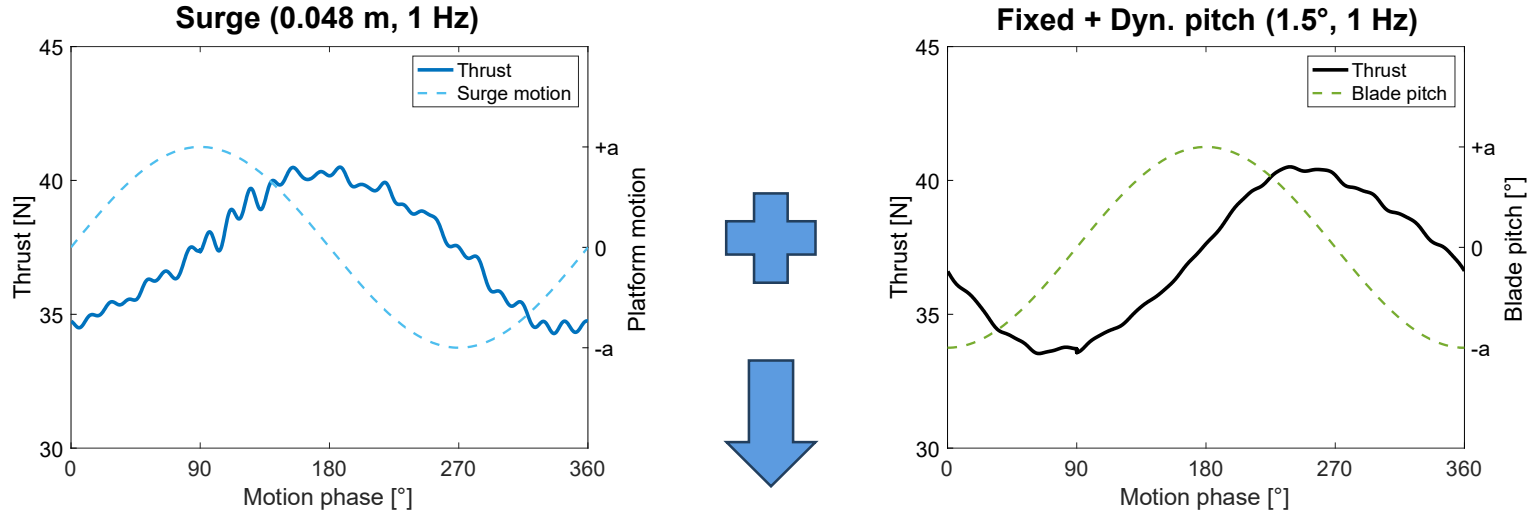 Surge (0.048 m, 1 Hz)
45
40
35
30
Thrust [N]
Thrust
Surge motion
+a
0
-a
Platform motion
0 90 180 270 360
Motion phase [°]
Fixed + Dyn. pitch (1.5°, 1 Hz)
45
40
35
30
Thrust [N]
Thrust
Blade pitch
+a
0
-a
Blade pitch [°]
0 90 180 270 360
Motion phase [°]